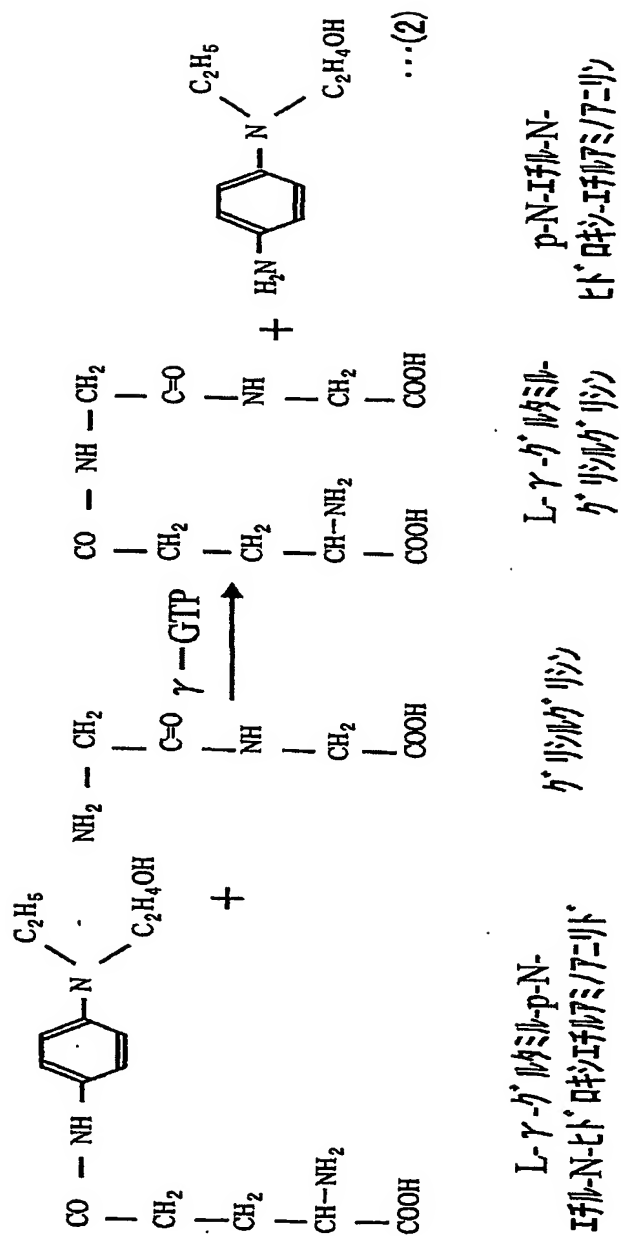 C₂H₅
CO — NH — N
C₂H₄OH
CH₂
CH₂
CH—NH₂
COOH
+
NH₂ — CH₂
C=O
NH
CH₂
COOH
γ—GTP
CO — NH — CH₂
CH₂ C=O
CH₂ NH
CH—NH₂ CH₂
COOH COOH
+
C₂H₅
H₂N — N
C₂H₄OH
…(2)
L-γ-グルタミル-p-N-
エチル-N-ヒドロキシエチルアミノアニリド
グリシルグリシン
L-γ-グルタミル-
グリシルグリシン
p-N-エチル-N-
ヒドロキシ-エチルアミノアニリン